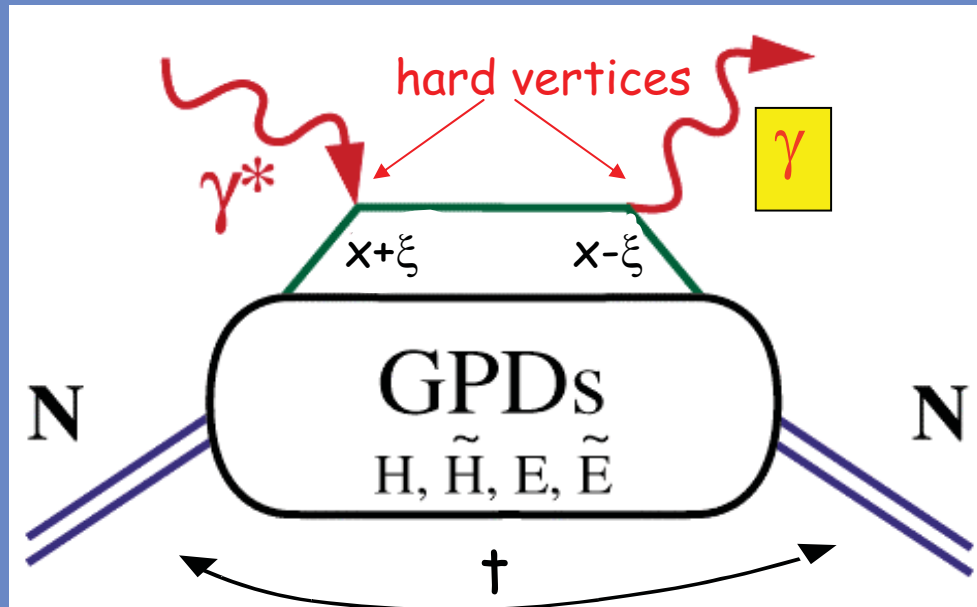 hard vertices
γ*
γ
x+ξ x-ξ
GPDs
N N
H, H̃, E, Ẽ
t